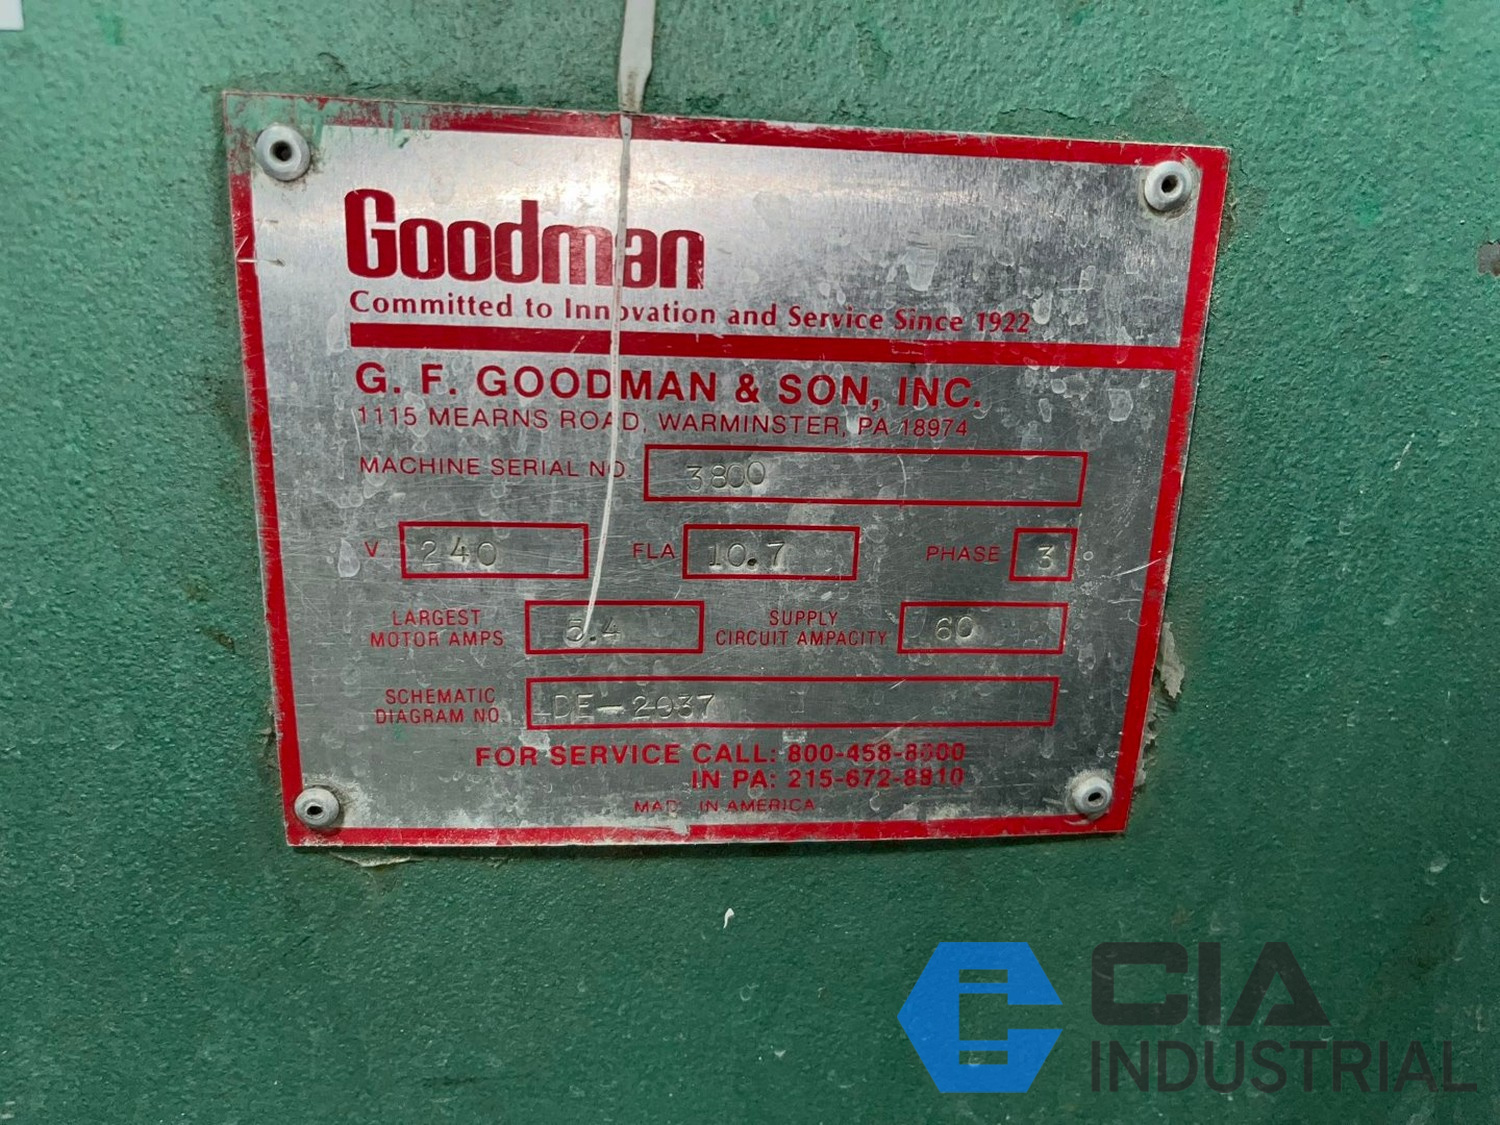 Goodman
Committed to Innovation and Service Since 1922
G. F. GOODMAN & SON, INC.
1115 MEARNS ROAD, WARMINSTER, PA 18974
MACHINE SERIAL NO. 3800
V. 240 FLA 10.7 PHASE 3
LARGEST MOTOR AMPS 5.4 SUPPLY CIRCUIT AMPACITY 60
SCHEMATIC DIAGRAM NO. DE-2037
FOR SERVICE CALL: 800-458-8000
IN PA: 215-672-8810
MADE IN AMERICA
CIA
INDUSTRIAL